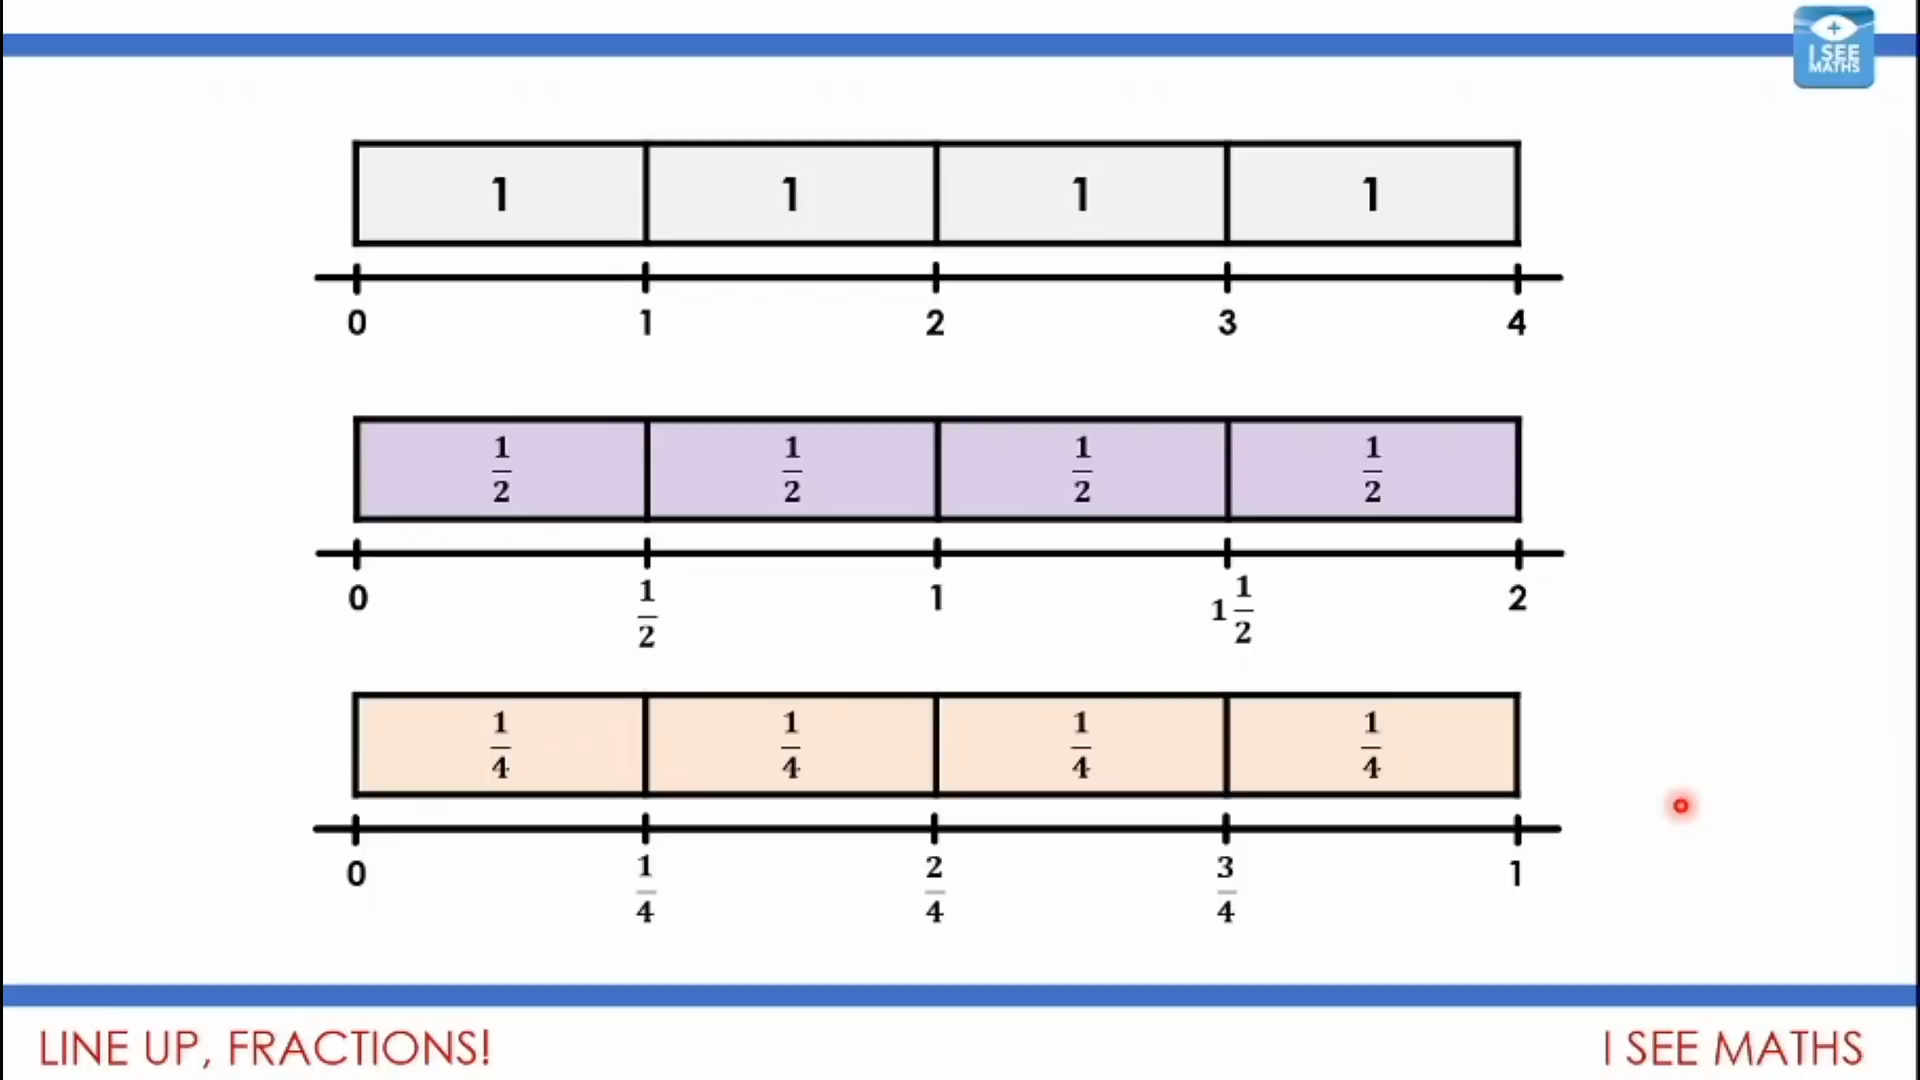 +
I SEE
MATHS
1 1 1 1
0 1 2 3 4
1/2 1/2 1/2 1/2
0 1/2 1 1 1/2 2
1/4 1/4 1/4 1/4
0 1/4 2/4 3/4 1
LINE UP, FRACTIONS! I SEE MATHS